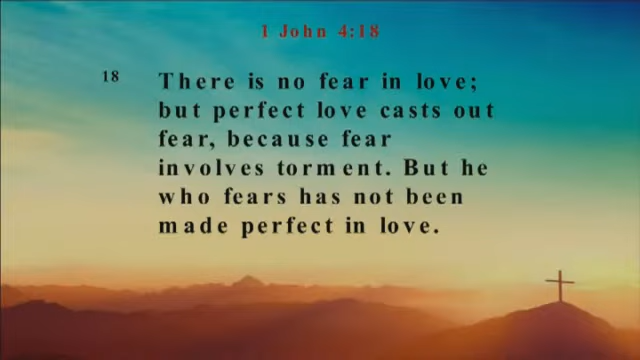 1 John 4:18
18 There is no fear in love;
but perfect love casts out
fear, because fear
involves torment. But he
who fears has not been
made perfect in love.